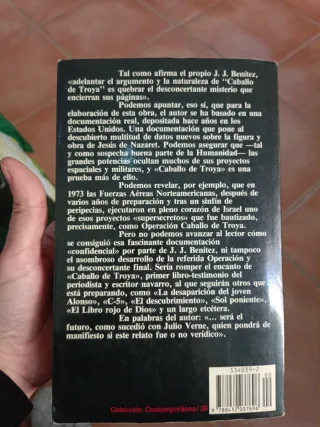 Tal como afirma el propio J. J. Benítez,
«adelantar el argumento y la naturaleza de "Caballo
de Troya" es quebrar el desconcertante misterio que
encierran sus páginas».
Podemos apuntar, eso sí, que para la
elaboración de esta obra, el autor se ha basado en una
documentación real, depositada hace años en los
Estados Unidos. Una documentación que pone al
descubierto multitud de datos nuevos sobre la figura y
obra de Jesús de Nazaret. Podemos asegurar que —tal
y como sospecha buena parte de la Humanidad— las
grandes potencias ocultan muchos de sus proyectos
espaciales y militares, y «Caballo de Troya» es una
prueba más de ello.
Podemos revelar, por ejemplo, que en
1973 las Fuerzas Aéreas Norteamericanas, después de
varios años de preparación y tras un sinfín de
peripecias, ejecutaron en pleno corazón de Israel uno
de esos proyectos «supersecretos» que fue bautizado,
precisamente, como Operación Caballo de Troya.
Pero no podemos avanzar al lector cómo
se consiguió esa fascinante documentación
«confidencial» por parte de J. J. Benítez, ni tampoco
el asombroso desarrollo de la referida Operación y
su desconcertante final. Sería romper el encanto de
«Caballo de Troya», primer libro-testimonio del
periodista y escritor navarro, al que seguirán otros que
está preparando, como «La desaparición del joven
Alonso», «C-5», «El descubrimiento», «Sol poniente»,
«El Libro rojo de Dios» y un largo etcétera.
En palabras del autor: «... será el
futuro, como sucedió con Julio Verne, quien pondrá de
manifiesto si este relato fue o no verídico».
534039-2
00
9 788432 037696
Colección Contemporánea/39